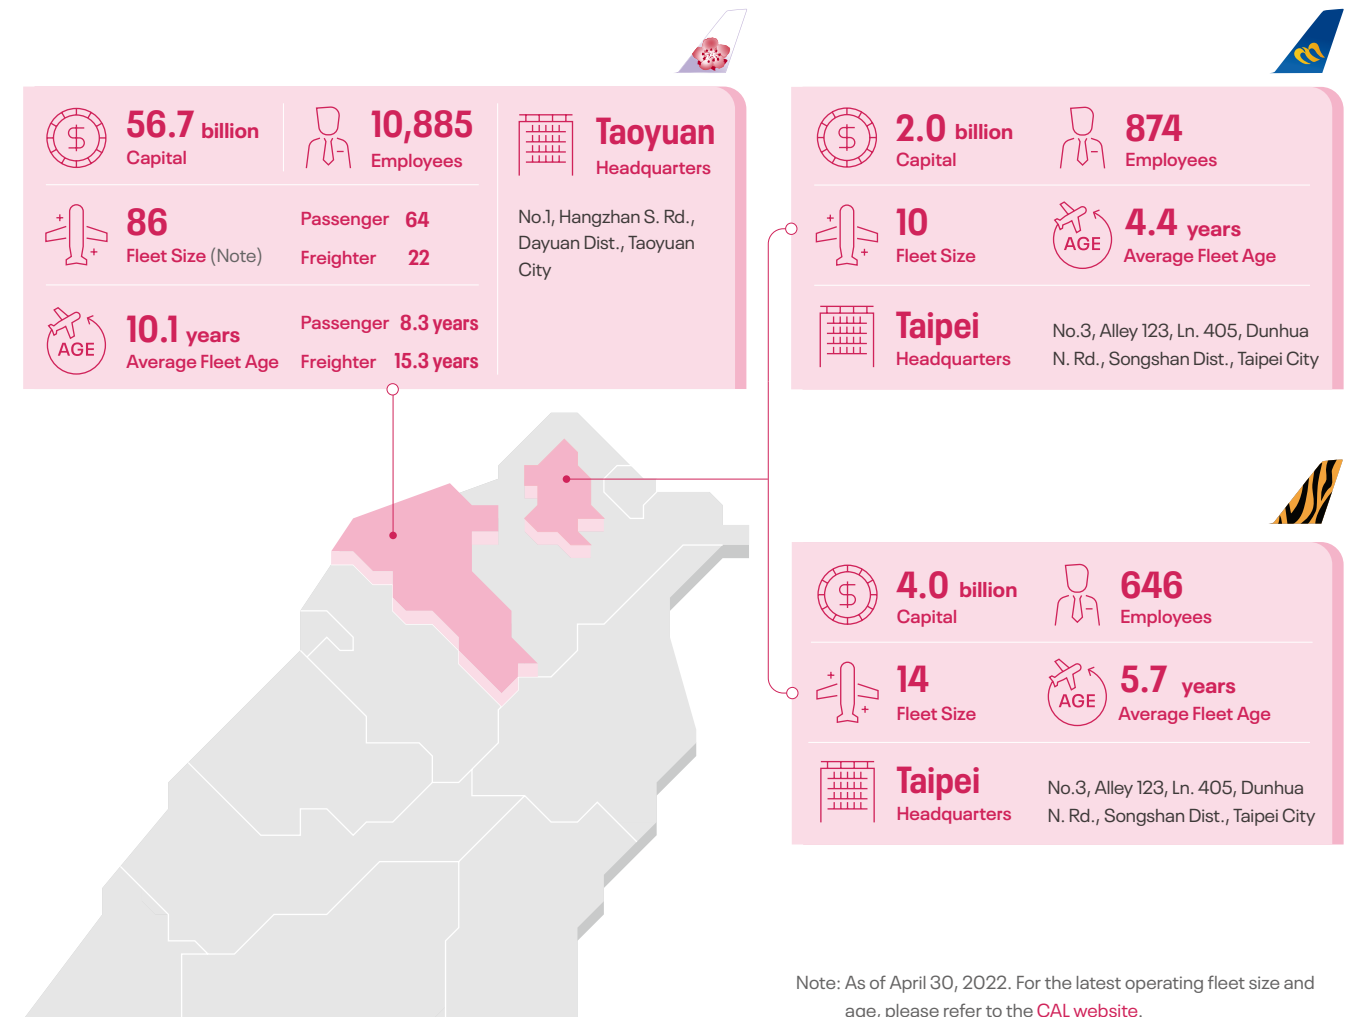 56.7 billion
Capital
10,885
Employees
Taoyuan
Headquarters
No.1, Hangzhan S. Rd.,
Dayuan Dist., Taoyuan
City
86
Fleet Size (Note)
Passenger 64
Freighter 22
AGE
10.1 years
Average Fleet Age
Passenger 8.3 years
Freighter 15.3 years
2.0 billion
Capital
874
Employees
10
Fleet Size
AGE
4.4 years
Average Fleet Age
Taipei
Headquarters
No.3, Alley 123, Ln. 405, Dunhua
N. Rd., Songshan Dist., Taipei City
4.0 billion
Capital
646
Employees
14
Fleet Size
AGE
5.7 years
Average Fleet Age
Taipei
Headquarters
No.3, Alley 123, Ln. 405, Dunhua
N. Rd., Songshan Dist., Taipei City
Note: As of April 30, 2022. For the latest operating fleet size and
age, please refer to the CAL website.